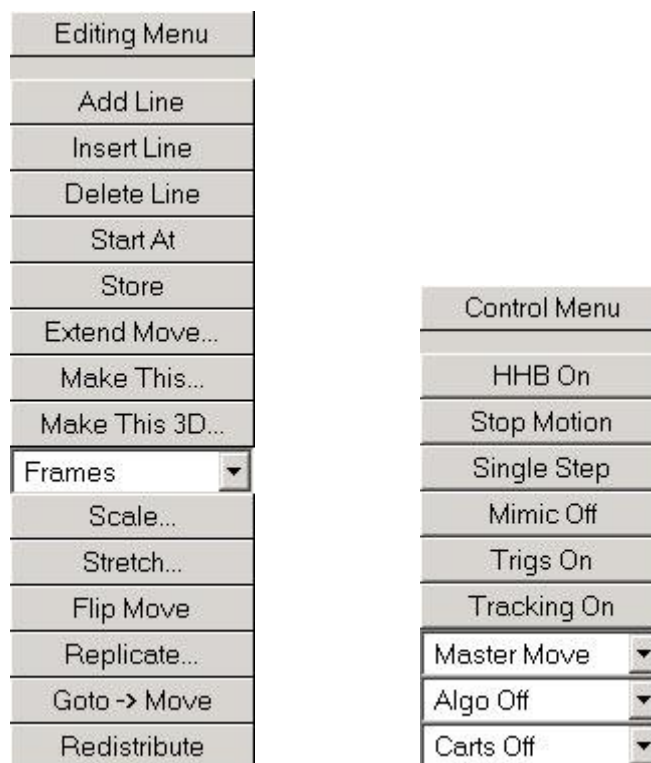 Editing Menu
Add Line
Insert Line
Delete Line
Start At
Store
Extend Move...
Make This...
Make This 3D...
Frames
Scale...
Stretch...
Flip Move
Replicate...
Goto -> Move
Redistribute
Control Menu
HHB On
Stop Motion
Single Step
Mimic Off
Trigs On
Tracking On
Master Move
Algo Off
Carts Off